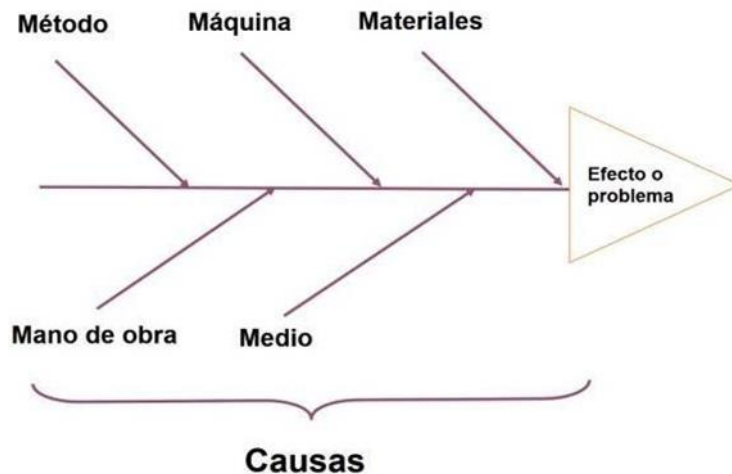 Método
Máquina
Materiales
Efecto o
problema
Mano de obra
Medio
Causas